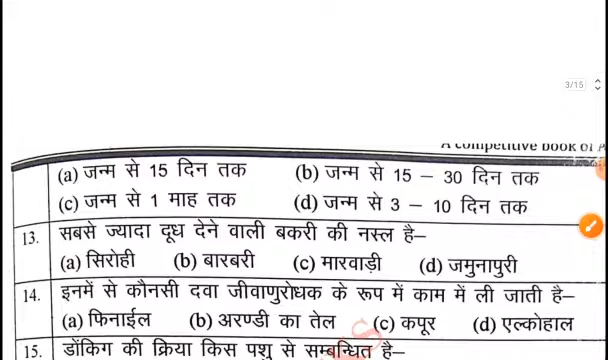 3/15
A competitive book of
(a) जन्म से 15 दिन तक (b) जन्म से 15 – 30 दिन तक
(c) जन्म से 1 माह तक (d) जन्म से 3 – 10 दिन तक
13. सबसे ज्यादा दूध देने वाली बकरी की नस्ल है–
(a) सिरोही (b) बारबरी (c) मारवाड़ी (d) जमुनापुरी
14. इनमें से कौनसी दवा जीवाणुरोधक के रूप में काम में ली जाती है–
(a) फिनाईल (b) अरण्डी का तेल (c) कपूर (d) एल्कोहाल
15. डोंकिग की क्रिया किस पशु से सम्बन्धित है–